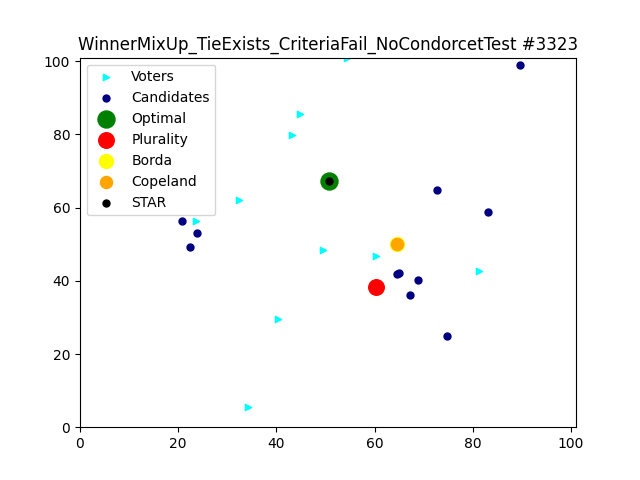 WinnerMixUp_TieExists_CriteriaFail_NoCondorcetTest #3323
100
80
60
40
20
0
Voters
Candidates
Optimal
Plurality
Borda
Copeland
STAR
0 20 40 60 80 100